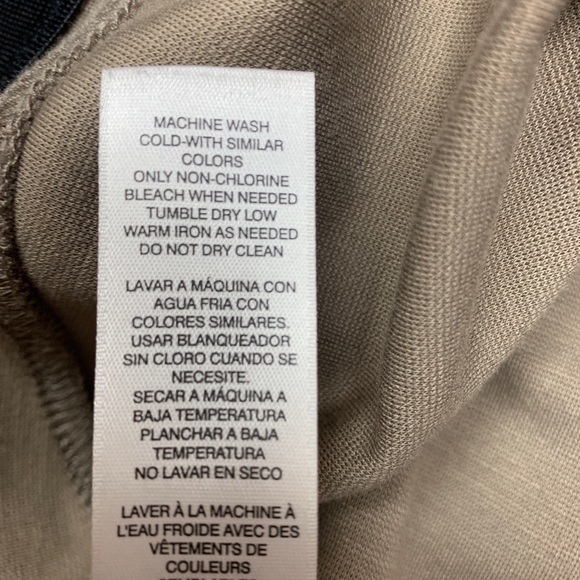 MACHINE WASH
COLD-WITH SIMILAR
COLORS
ONLY NON-CHLORINE
BLEACH WHEN NEEDED
TUMBLE DRY LOW
WARM IRON AS NEEDED
DO NOT DRY CLEAN
LAVAR A MÁQUINA CON
AGUA FRIA CON
COLORES SIMILARES.
USAR BLANQUEADOR
SIN CLORO CUANDO SE
NECESITE.
SECAR A MÁQUINA A
BAJA TEMPERATURA
PLANCHAR A BAJA
TEMPERATURA
NO LAVAR EN SECO
LAVER À LA MACHINE À
L'EAU FROIDE AVEC DES
VÊTEMENTS DE
COULEURS